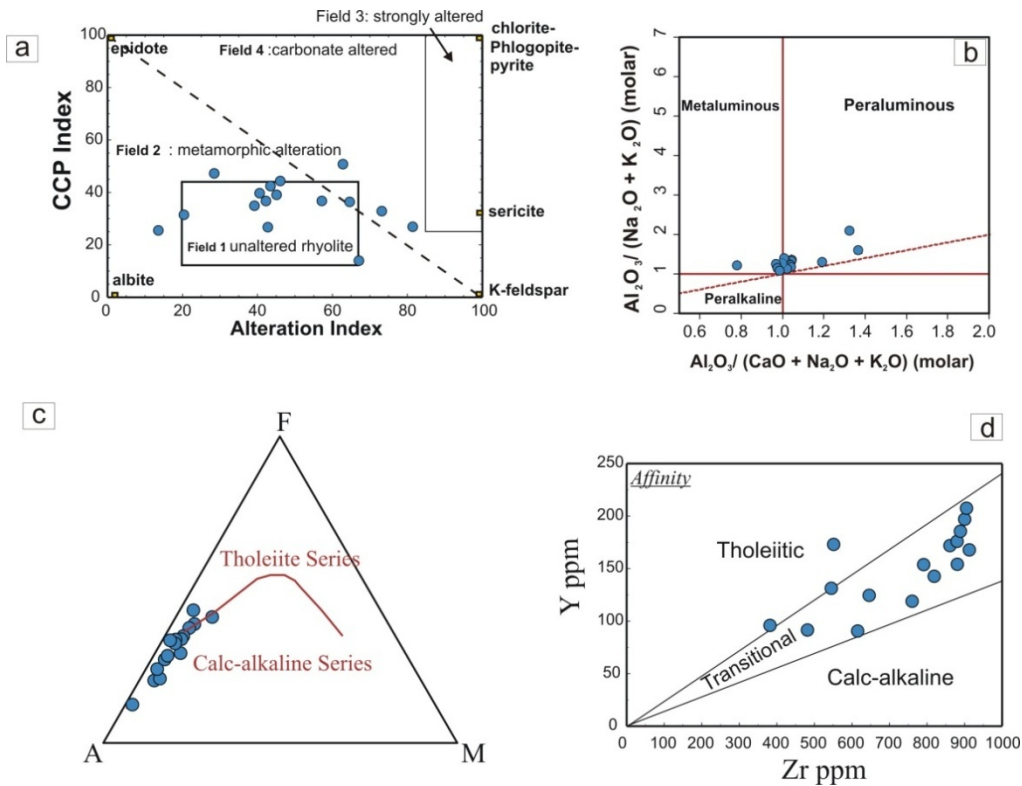 a
Field 3: strongly altered
100
epidote
Field 4 :carbonate altered
chlorite-
Phlogopite-
pyrite
80
60
Field 2 : metamorphic alteration
40
sericite
20
Field 1 unaltered rhyolite
albite
K-feldspar
0
20
40
60
80
100
CCP Index
Alteration Index
b
7
6
5
4
3
2
1
0
Metaluminous
Peraluminous
Peralkaline
0.6
0.8
1.0
1.2
1.4
1.6
1.8
2.0
Al2O3/ (Na2O + K2O) (molar)
Al2O3/ (CaO + Na2O + K2O) (molar)
c
F
Tholeiite Series
Calc-alkaline Series
A
M
d
250
200
150
100
50
0
Affinity
Tholeiitic
Transitional
Calc-alkaline
Y ppm
0
100
200
300
400
500
600
700
800
900
1000
Zr ppm